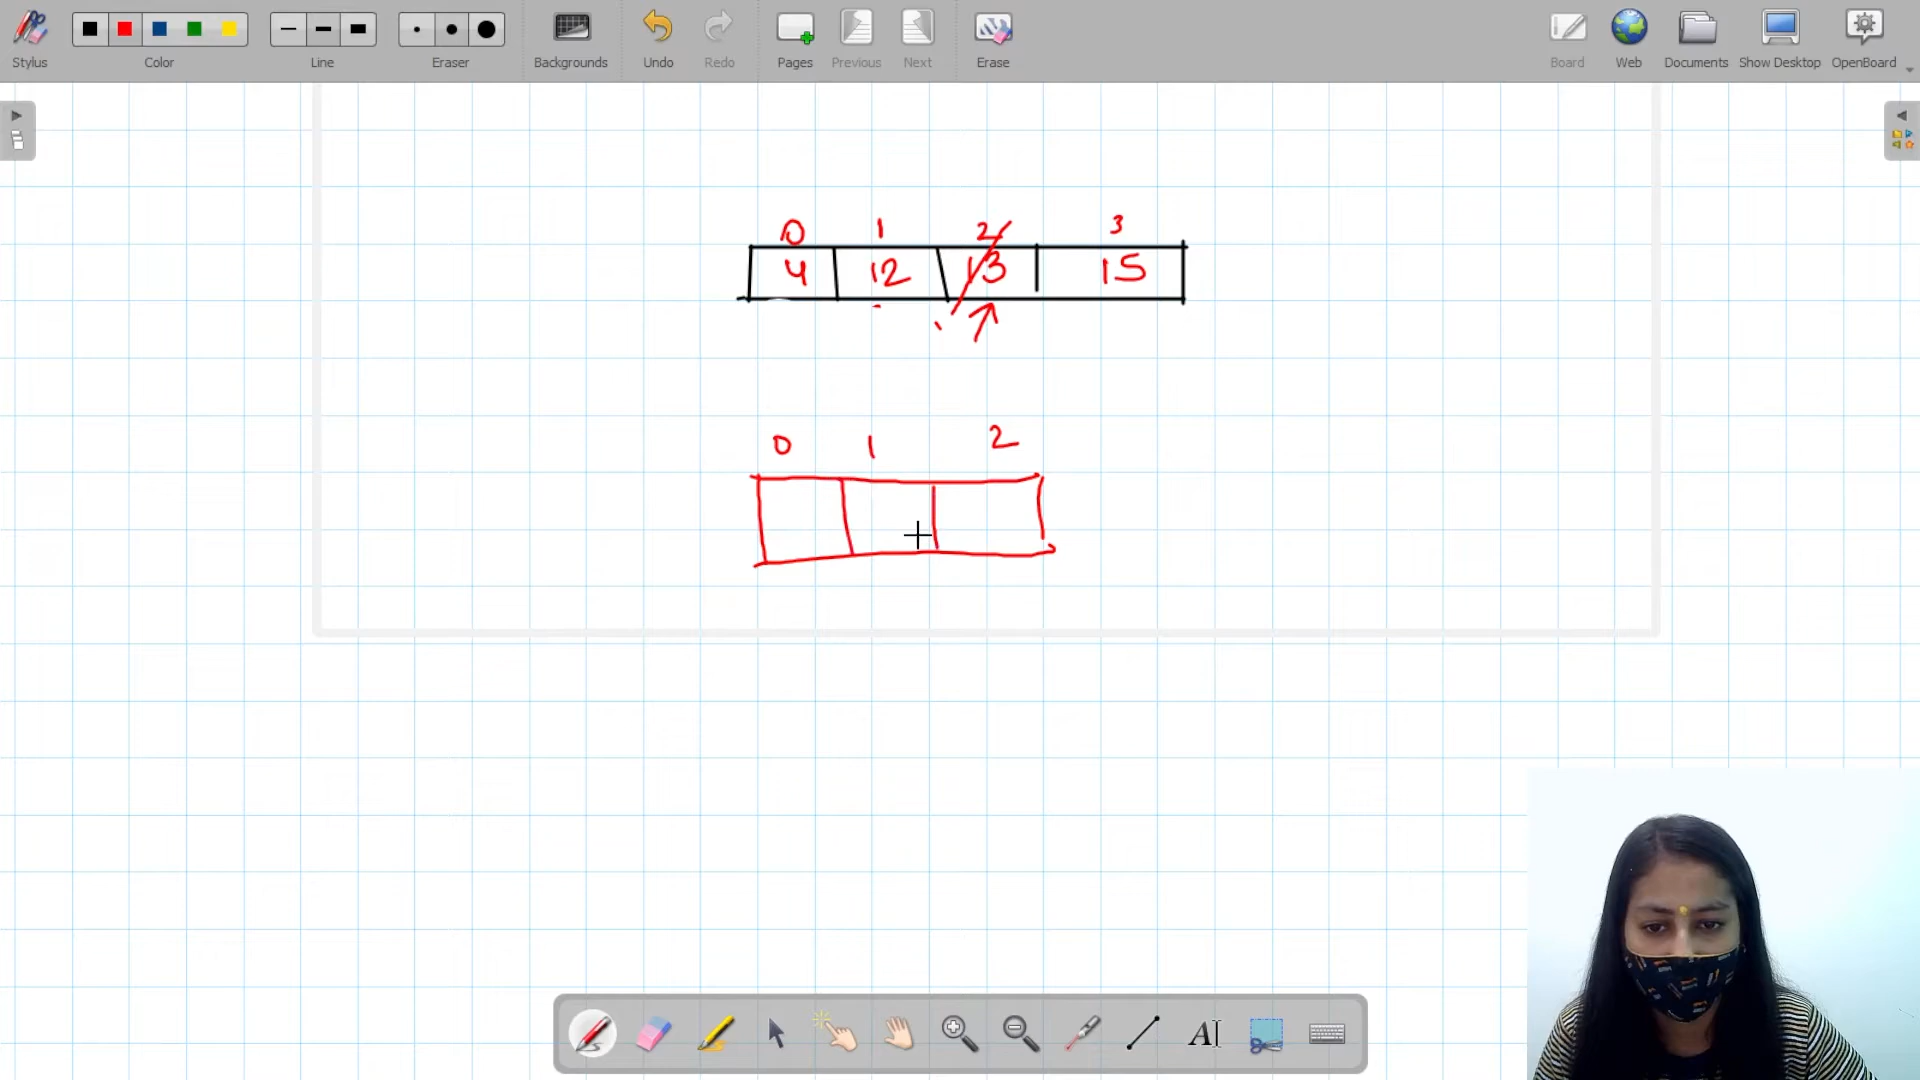 Stylus Color Line Eraser Backgrounds Undo Redo Pages Previous Next Erase Board Web Documents Show Desktop OpenBoard
0 1 2 3
4 12 13 15
0 1 2
AI